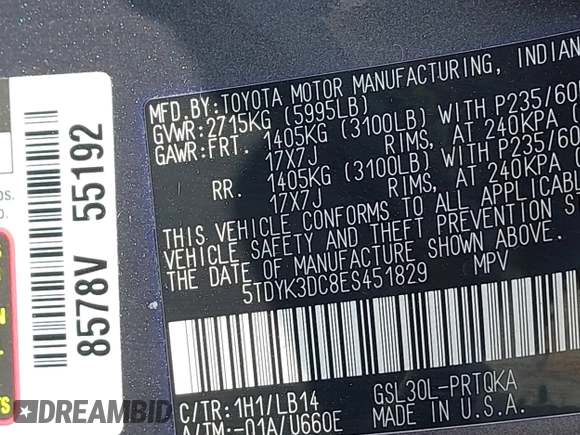 MFD.BY:TOYOTA MOTOR MANUFACTURING, INDIAN
GVWR:2715KG (5995LB)
GAWR:FRT. 1405KG (3100LB) WITH P235/60
17X7J RIMS, AT 240KPA
RR. 1405KG (3100LB) WITH P235/60
17X7J RIMS, AT 240KPA
THIS VEHICLE CONFORMS TO ALL APPLICABLE
VEHICLE SAFETY AND THEFT PREVENTION S
THE DATE OF MANUFACTURE SHOWN ABOVE.
5TDYK3DC8ES451829 MPV
C/TR:1H1/LB14 GSL30L-PRTQKA
A/TM:-01A/U660E MADE IN U.S.A.
8578V 55192
DREAMBID